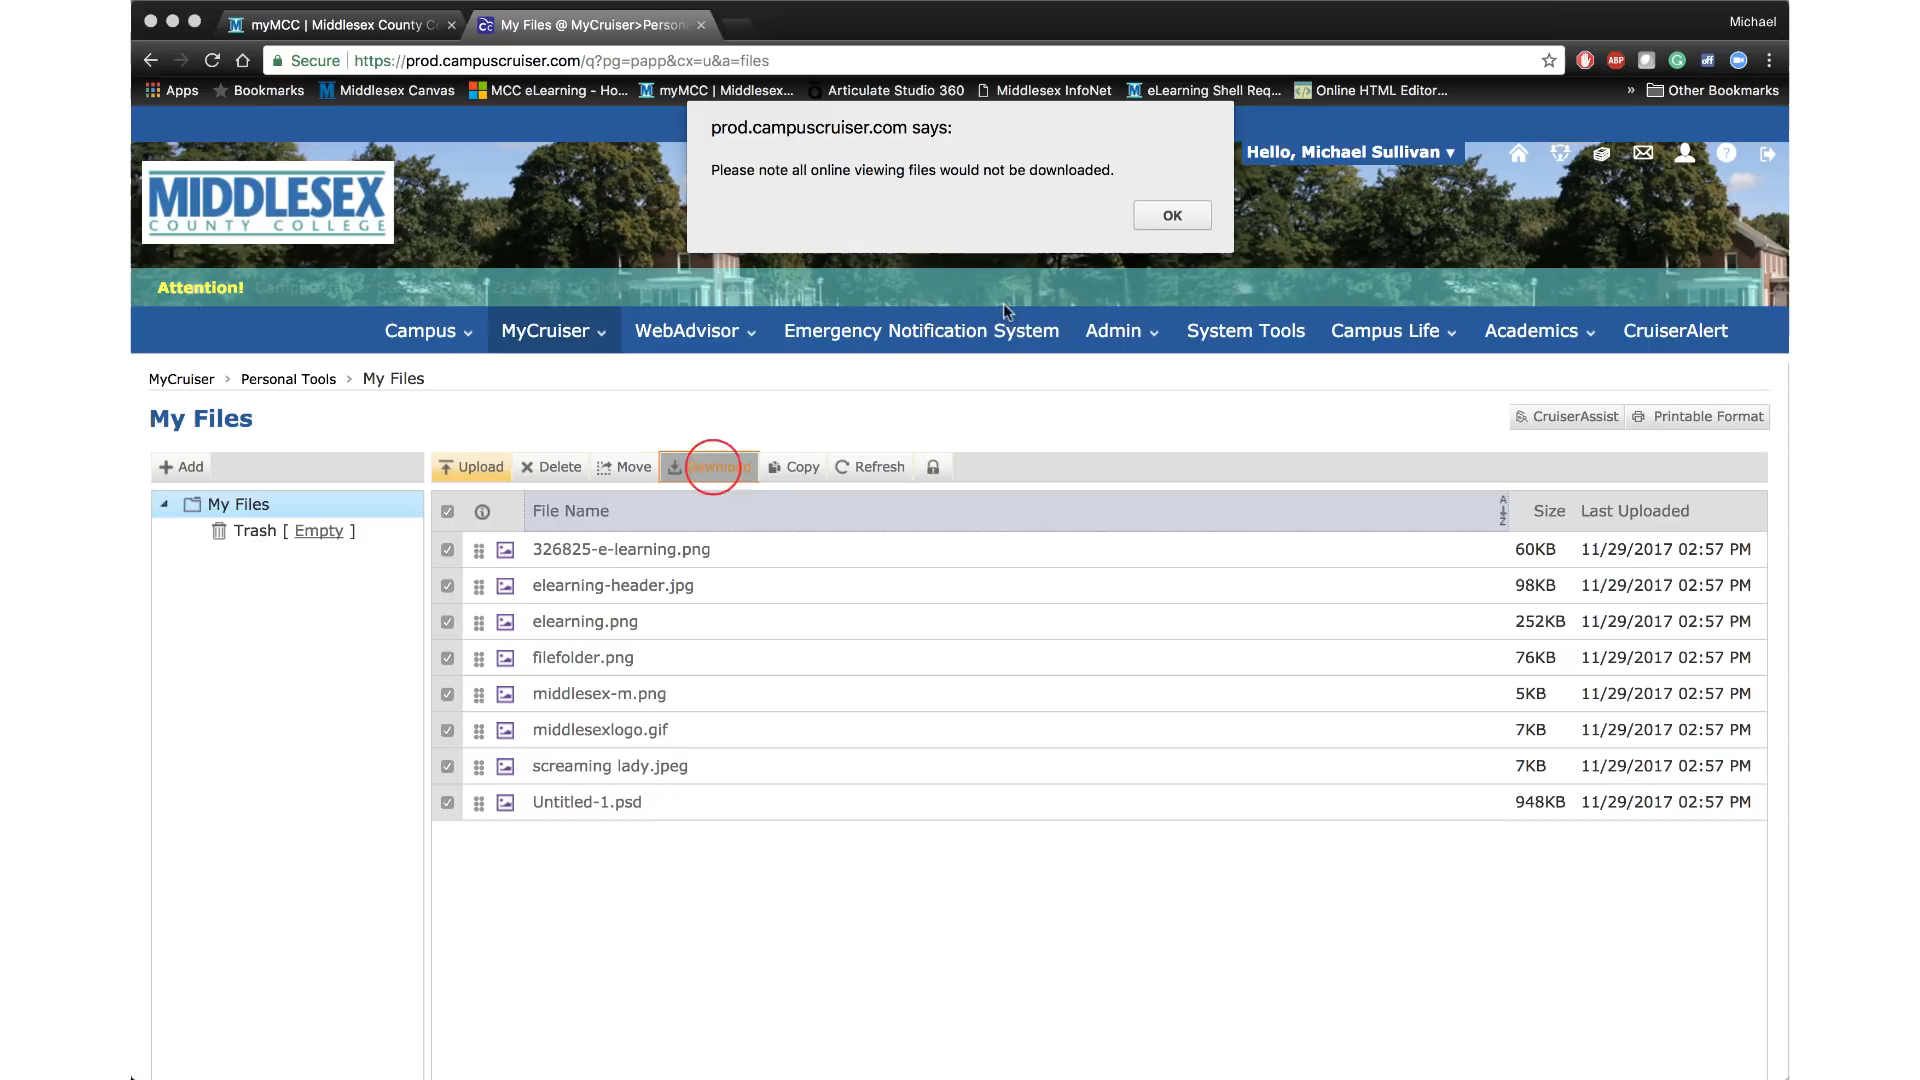 myMCC | Middlesex County C
My Files @ MyCruiser>Person
Michael
Secure
https://prod.campuscruiser.com/q?pg=papp&cx=u&a=files
ABP
off
Apps
Bookmarks
Middlesex Canvas
MCC eLearning - Ho...
myMCC | Middlesex...
Articulate Studio 360
Middlesex InfoNet
eLearning Shell Req...
Online HTML Editor...
»
Other Bookmarks
prod.campuscruiser.com says:
Please note all online viewing files would not be downloaded.
OK
Hello, Michael Sullivan ▾
MIDDLESEX
COUNTY COLLEGE
Attention!
Campus
MyCruiser
WebAdvisor
Emergency Notification System
Admin
System Tools
Campus Life
Academics
CruiserAlert
MyCruiser > Personal Tools > My Files
My Files
CruiserAssist
Printable Format
Add
Upload
Delete
Move
Download
Copy
Refresh
My Files
Trash [ Empty ]
File Name
Size
Last Uploaded
326825-e-learning.png 60KB 11/29/2017 02:57 PM
elearning-header.jpg 98KB 11/29/2017 02:57 PM
elearning.png 252KB 11/29/2017 02:57 PM
filefolder.png 76KB 11/29/2017 02:57 PM
middlesex-m.png 5KB 11/29/2017 02:57 PM
middlesexlogo.gif 7KB 11/29/2017 02:57 PM
screaming lady.jpeg 7KB 11/29/2017 02:57 PM
Untitled-1.psd 948KB 11/29/2017 02:57 PM